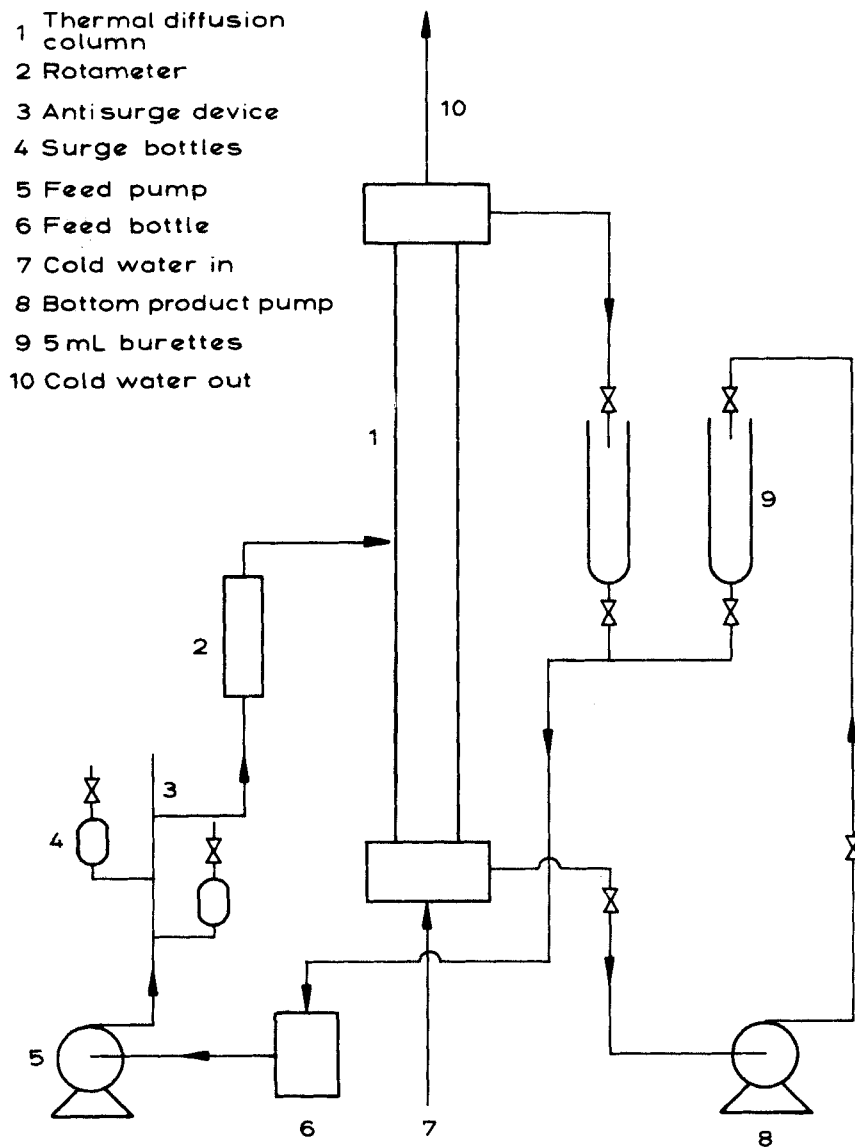 1 Thermal diffusion
column
2 Rotameter
3 Antisurge device
4 Surge bottles
5 Feed pump
6 Feed bottle
7 Cold water in
8 Bottom product pump
9 5mL burettes
10 Cold water out
10
1
9
2
3
4
5
6
7
8